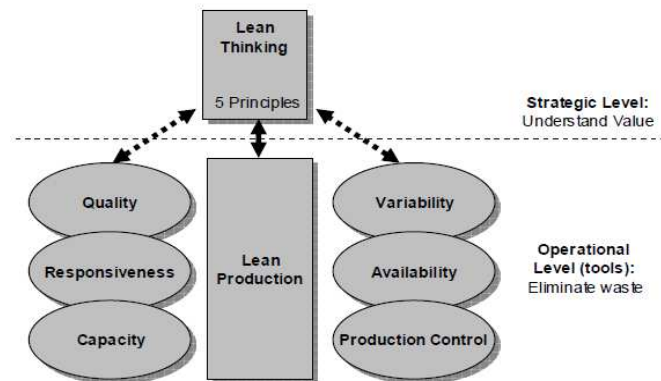 Lean
Thinking
5 Principles
Strategic Level:
Understand Value
Quality
Responsiveness
Capacity
Lean
Production
Variability
Availability
Production Control
Operational
Level (tools):
Eliminate waste